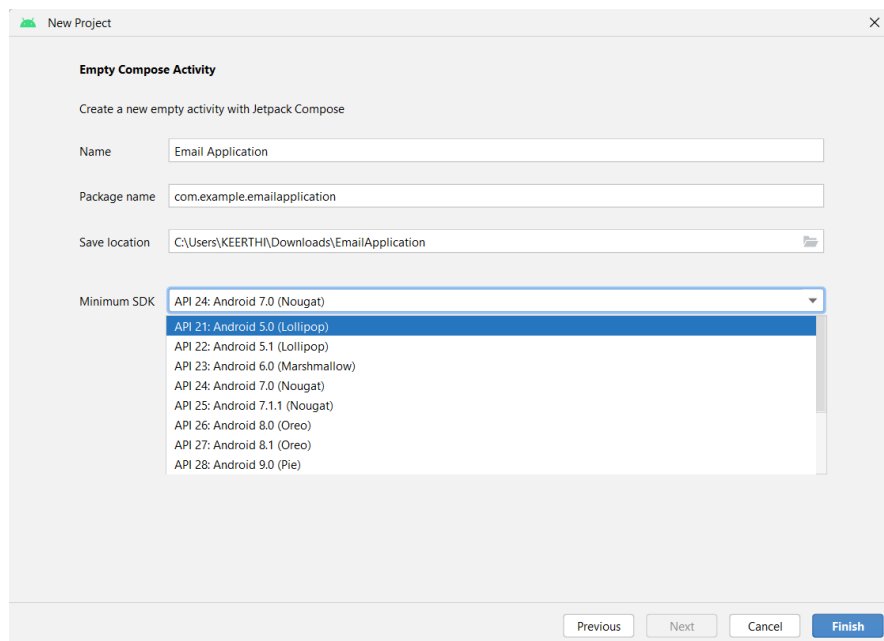 New Project
Empty Compose Activity
Create a new empty activity with Jetpack Compose
Name Email Application
Package name com.example.emailapplication
Save location C:\Users\KEERTHI\Downloads\EmailApplication
Minimum SDK API 24: Android 7.0 (Nougat)
API 21: Android 5.0 (Lollipop)
API 22: Android 5.1 (Lollipop)
API 23: Android 6.0 (Marshmallow)
API 24: Android 7.0 (Nougat)
API 25: Android 7.1.1 (Nougat)
API 26: Android 8.0 (Oreo)
API 27: Android 8.1 (Oreo)
API 28: Android 9.0 (Pie)
Previous Next Cancel Finish